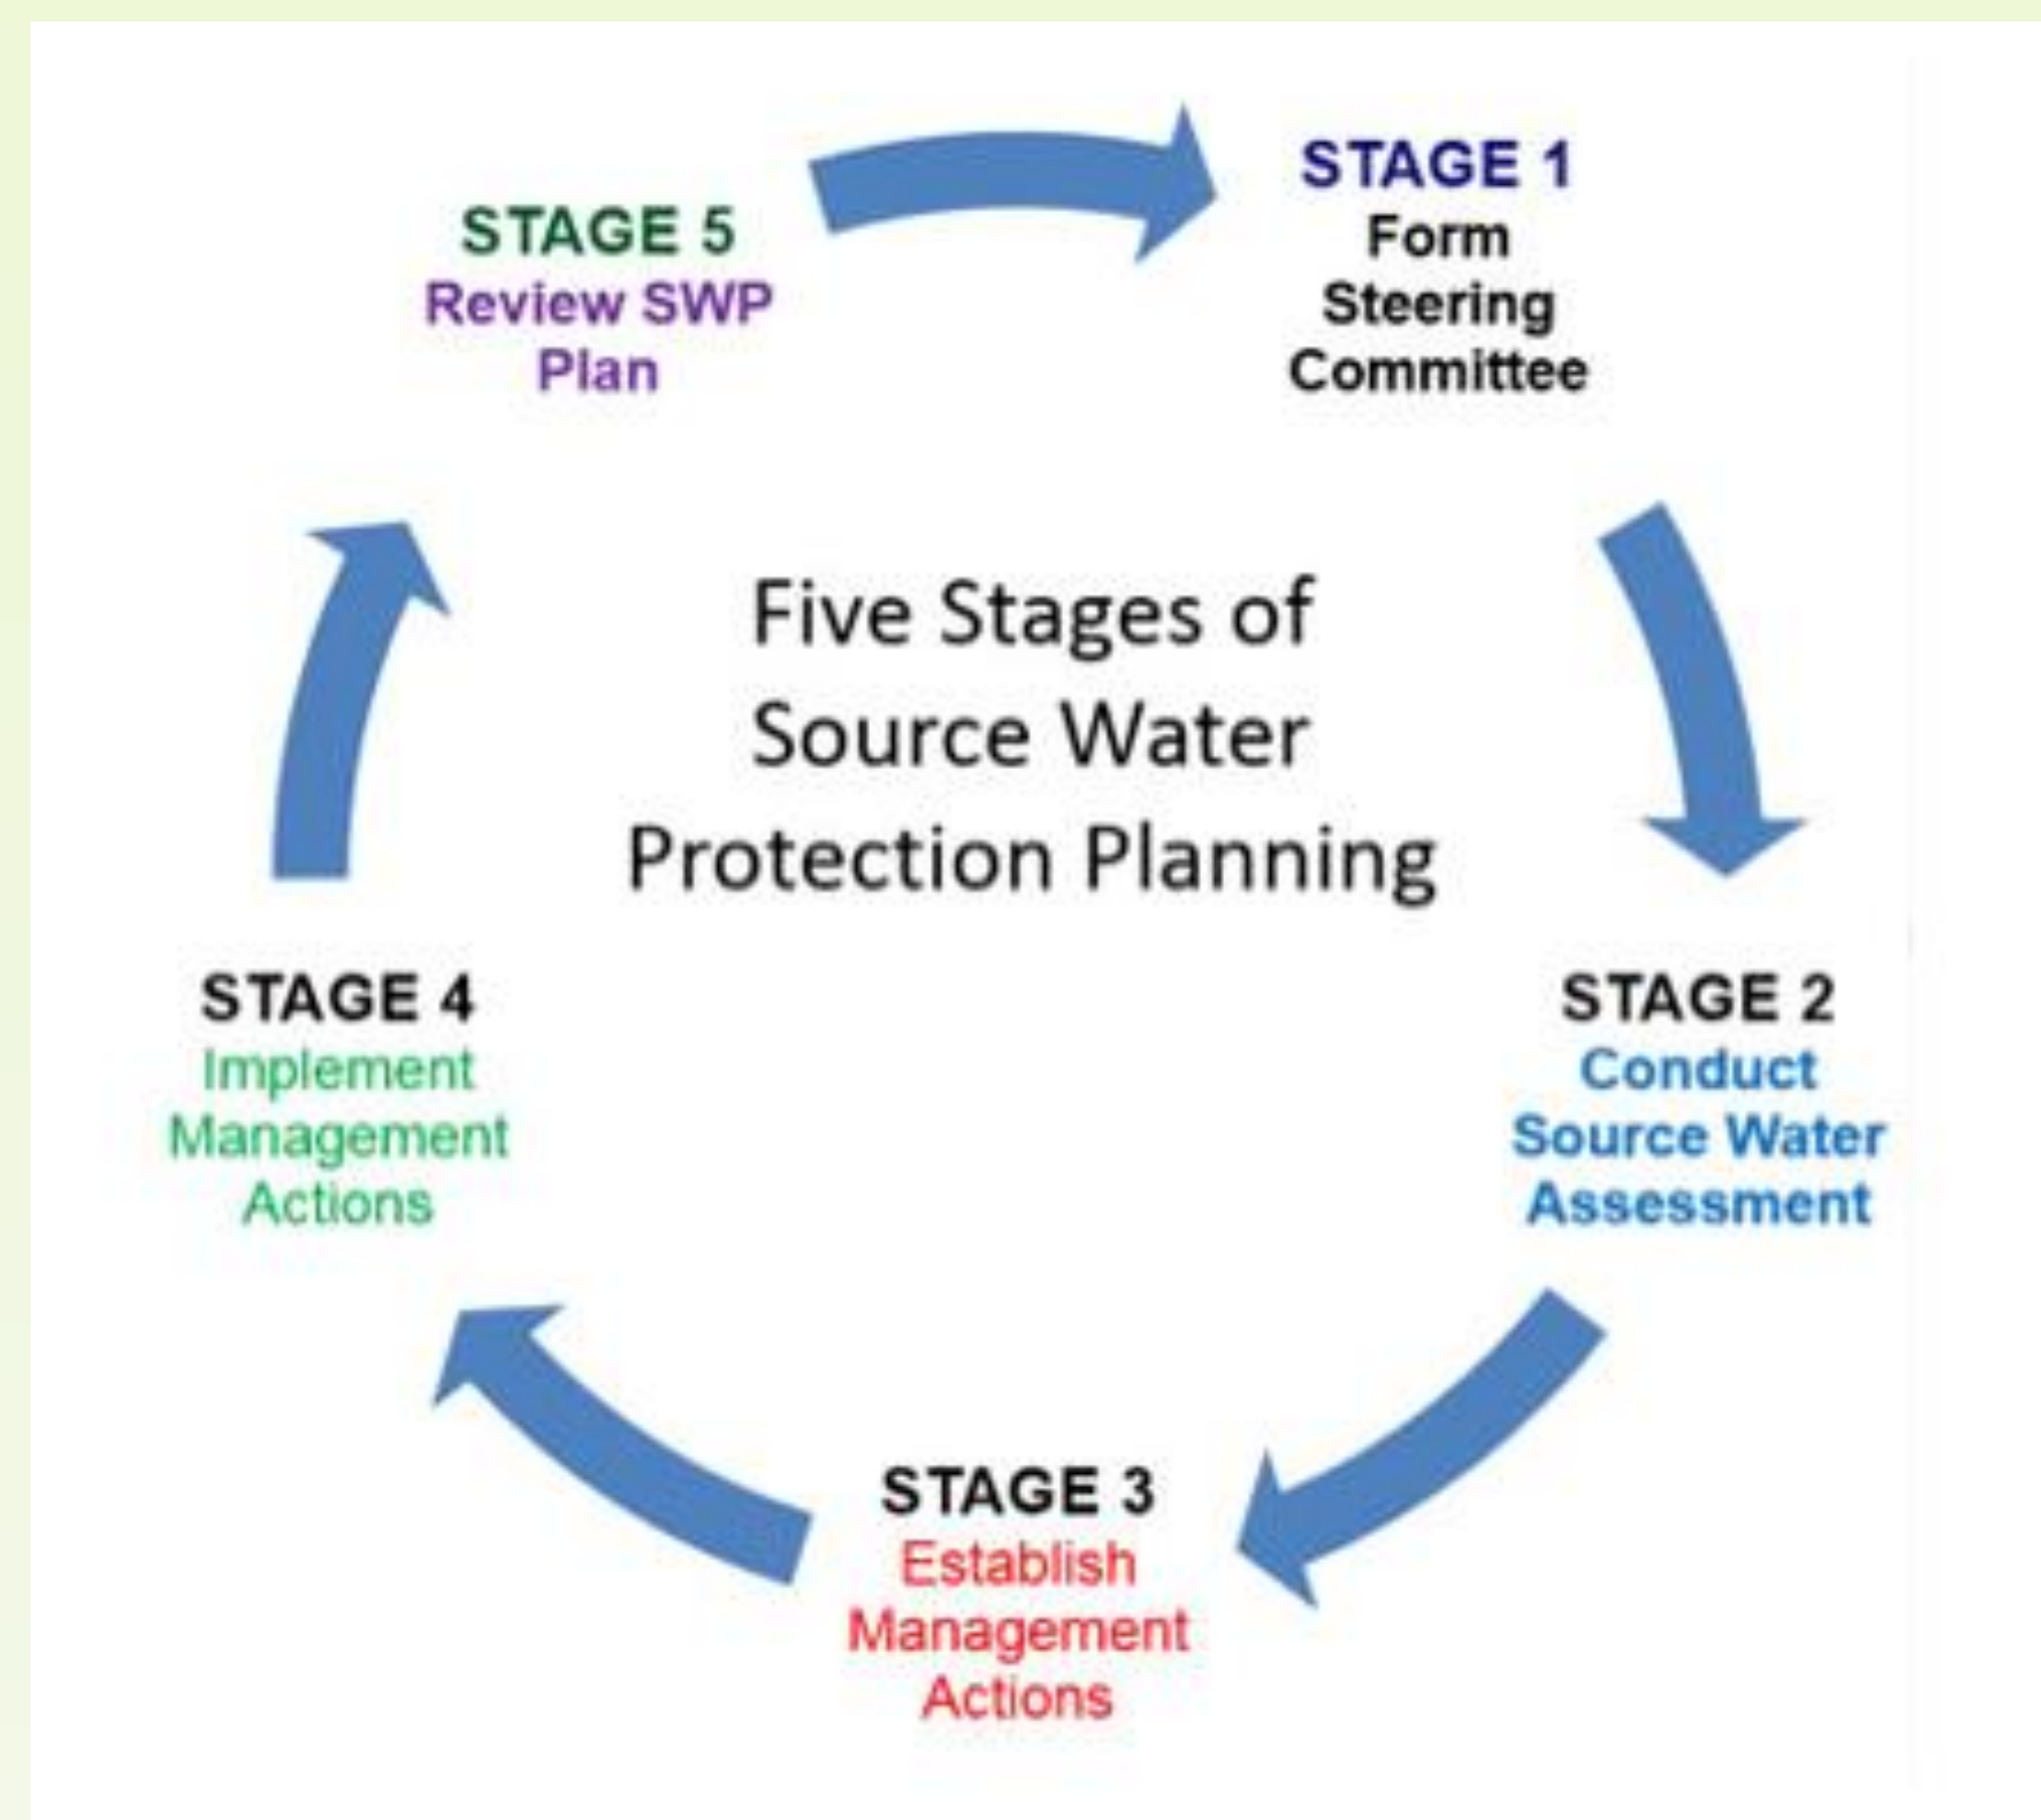 Five Stages of
Source Water
Protection Planning
STAGE 1
Form
Steering
Committee
STAGE 2
Conduct
Source Water
Assessment
STAGE 3
Establish
Management
Actions
STAGE 4
Implement
Management
Actions
STAGE 5
Review SWP
Plan